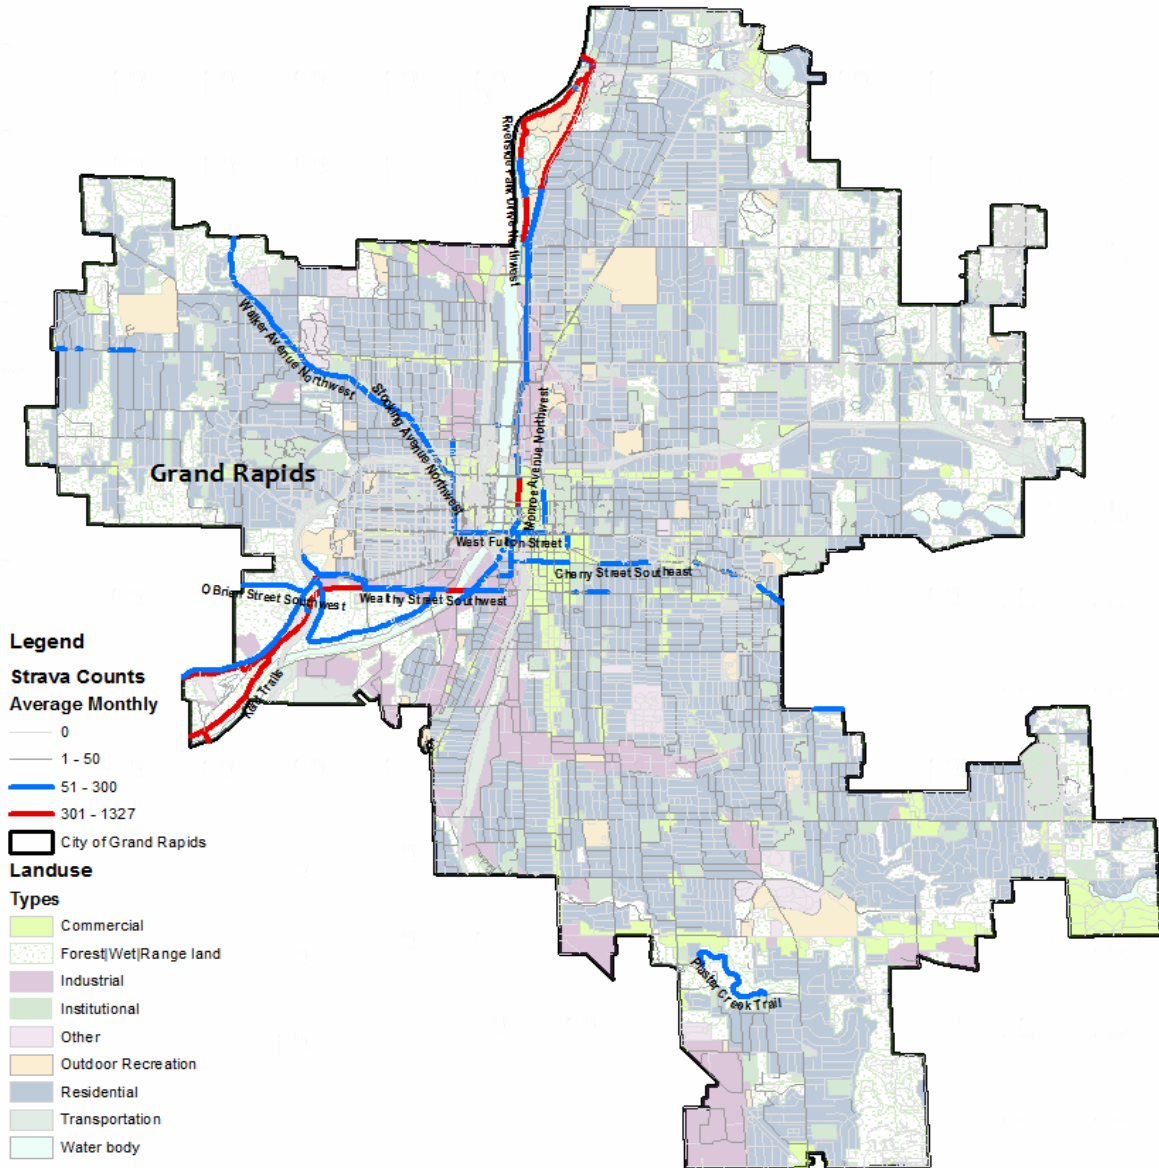 Riverside Park Drive Northwest
Walker Avenue Northwest
Stocking Avenue Northwest
Monroe Avenue Northwest
Grand Rapids
West Fulton Street
Cherry Street Southeast
O Brien Street Southwest
Wealthy Street Southwest
Kent Trails
Plaster Creek Trail
Legend
Strava Counts
Average Monthly
0
1 - 50
51 - 300
301 - 1327
City of Grand Rapids
Landuse
Types
Commercial
Forest|Wet|Range land
Industrial
Institutional
Other
Outdoor Recreation
Residential
Transportation
Water body